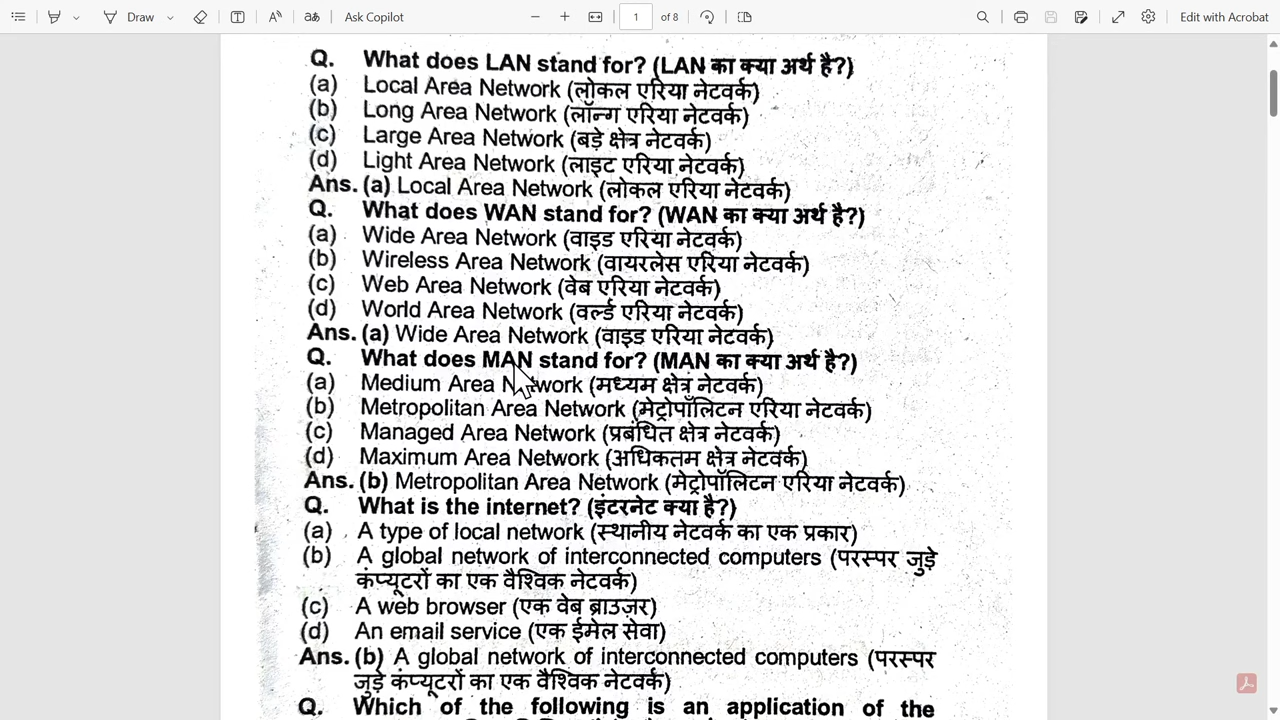 Draw
Ask Copilot
1 of 8
Edit with Acrobat
Q. What does LAN stand for? (LAN का क्या अर्थ है?)
(a) Local Area Network (लोकल एरिया नेटवर्क)
(b) Long Area Network (लॉन्ग एरिया नेटवर्क)
(c) Large Area Network (बड़े क्षेत्र नेटवर्क)
(d) Light Area Network (लाइट एरिया नेटवर्क)
Ans. (a) Local Area Network (लोकल एरिया नेटवर्क)
Q. What does WAN stand for? (WAN का क्या अर्थ है?)
(a) Wide Area Network (वाइड एरिया नेटवर्क)
(b) Wireless Area Network (वायरलेस एरिया नेटवर्क)
(c) Web Area Network (वेब एरिया नेटवर्क)
(d) World Area Network (वर्ल्ड एरिया नेटवर्क)
Ans. (a) Wide Area Network (वाइड एरिया नेटवर्क)
Q. What does MAN stand for? (MAN का क्या अर्थ है?)
(a) Medium Area Network (मध्यम क्षेत्र नेटवर्क)
(b) Metropolitan Area Network (मेट्रोपॉलिटन एरिया नेटवर्क)
(c) Managed Area Network (प्रबंधित क्षेत्र नेटवर्क)
(d) Maximum Area Network (अधिकतम क्षेत्र नेटवर्क)
Ans. (b) Metropolitan Area Network (मेट्रोपॉलिटन एरिया नेटवर्क)
Q. What is the internet? (इंटरनेट क्या है?)
(a) A type of local network (स्थानीय नेटवर्क का एक प्रकार)
(b) A global network of interconnected computers (परस्पर जुड़े
कंप्यूटरों का एक वैश्विक नेटवर्क)
(c) A web browser (एक वेब ब्राउज़र)
(d) An email service (एक ईमेल सेवा)
Ans. (b) A global network of interconnected computers (परस्पर
जुड़े कंप्यूटरों का एक वैश्विक नेटवर्क)
Q. Which of the following is an application of the